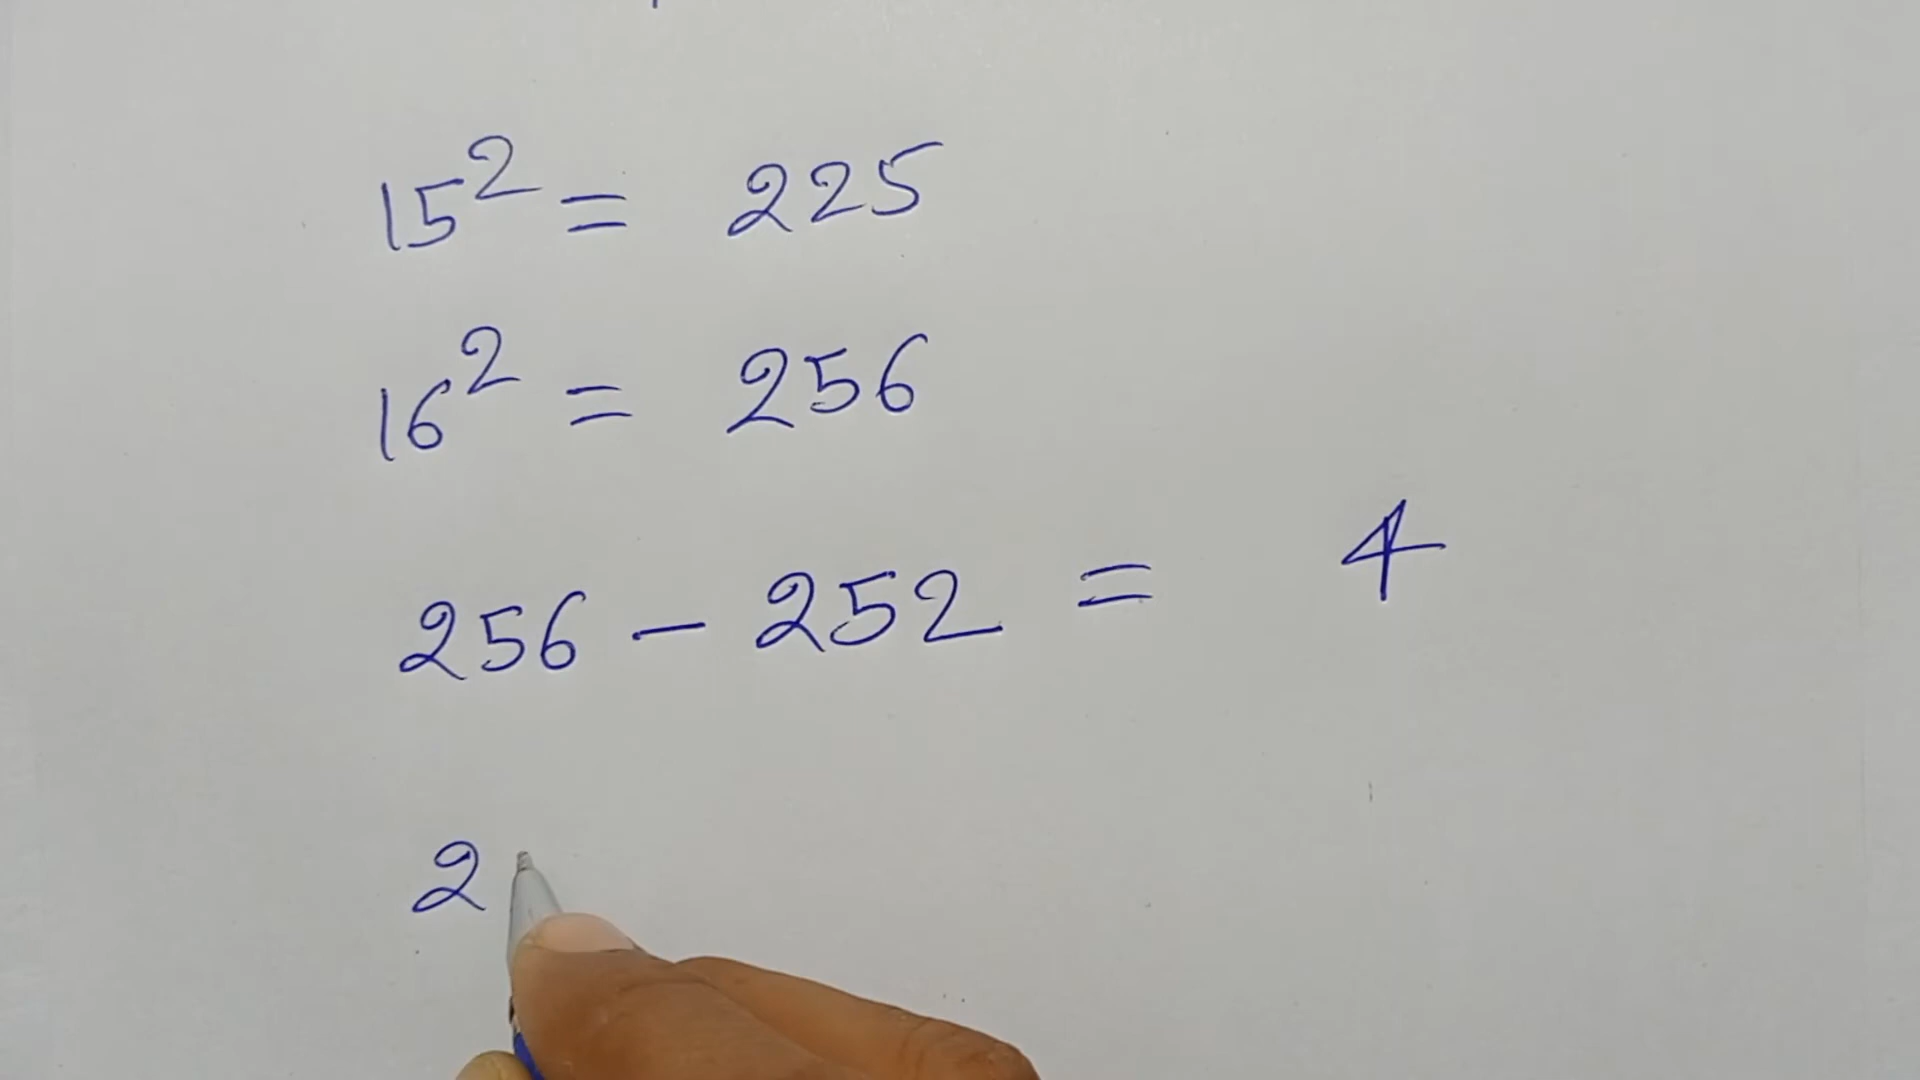 15² = 225
16² = 256
256 - 252 = 4
2